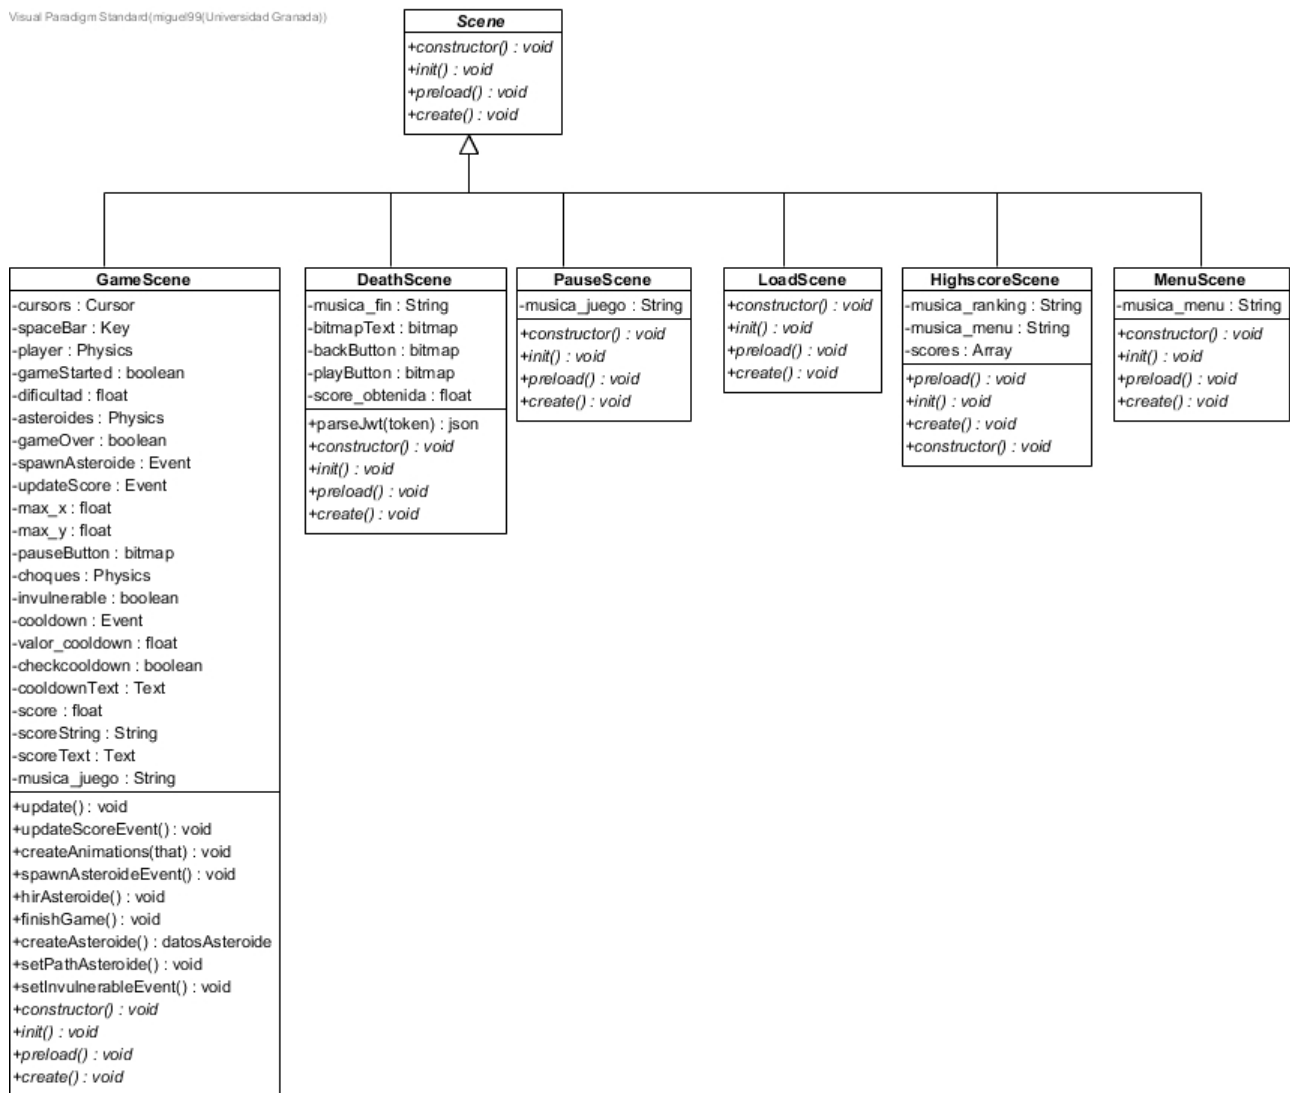 Visual Paradigm Standard(miguel99(Universidad Granada))
Scene
+constructor() : void
+init() : void
+preload() : void
+create() : void
GameScene
-cursors : Cursor
-spaceBar : Key
-player : Physics
-gameStarted : boolean
-dificultad : float
-asteroides : Physics
-gameOver : boolean
-spawnAsteroide : Event
-updateScore : Event
-max_x : float
-max_y : float
-pauseButton : bitmap
-choques : Physics
-invulnerable : boolean
-cooldown : Event
-valor_cooldown : float
-checkcooldown : boolean
-cooldownText : Text
-score : float
-scoreString : String
-scoreText : Text
-musica_juego : String
+update() : void
+updateScoreEvent() : void
+createAnimations(that) : void
+spawnAsteroideEvent() : void
+hirAsteroide() : void
+finishGame() : void
+createAsteroide() : datosAsteroide
+setPathAsteroide() : void
+setInvulnerableEvent() : void
+constructor() : void
+init() : void
+preload() : void
+create() : void
DeathScene
-musica_fin : String
-bitmapText : bitmap
-backButton : bitmap
-playButton : bitmap
-score_obtenida : float
+parseJwt(token) : json
+constructor() : void
+init() : void
+preload() : void
+create() : void
PauseScene
-musica_juego : String
+constructor() : void
+init() : void
+preload() : void
+create() : void
LoadScene
+constructor() : void
+init() : void
+preload() : void
+create() : void
HighscoreScene
-musica_ranking : String
-musica_menu : String
-scores : Array
+preload() : void
+init() : void
+create() : void
+constructor() : void
MenuScene
-musica_menu : String
+constructor() : void
+init() : void
+preload() : void
+create() : void